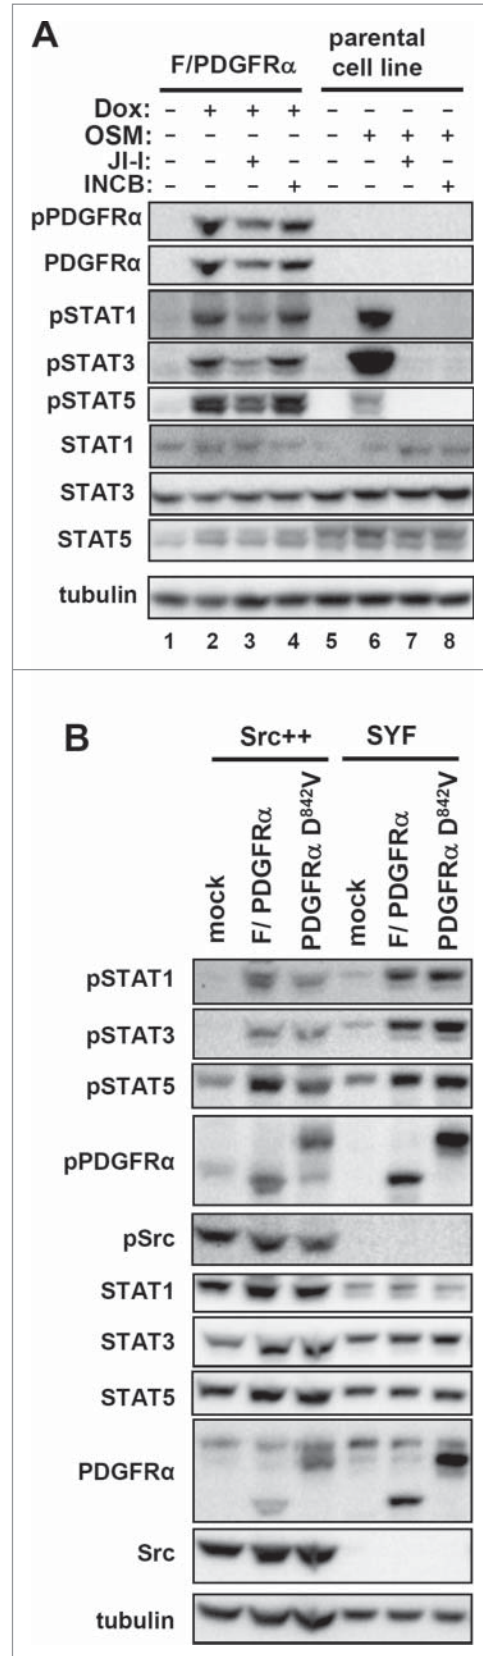 A
F/PDGFRα
parental
cell line
Dox: – + + + – – – –
OSM: – – – – – + + +
JI-I: – – + – – – + –
INCB: – – – + – – – +
pPDGFRα
PDGFRα
pSTAT1
pSTAT3
pSTAT5
STAT1
STAT3
STAT5
tubulin
1 2 3 4 5 6 7 8
B
Src++ SYF
mock F/ PDGFRα PDGFRα D⁸⁴²V mock F/ PDGFRα PDGFRα D⁸⁴²V
pSTAT1
pSTAT3
pSTAT5
pPDGFRα
pSrc
STAT1
STAT3
STAT5
PDGFRα
Src
tubulin